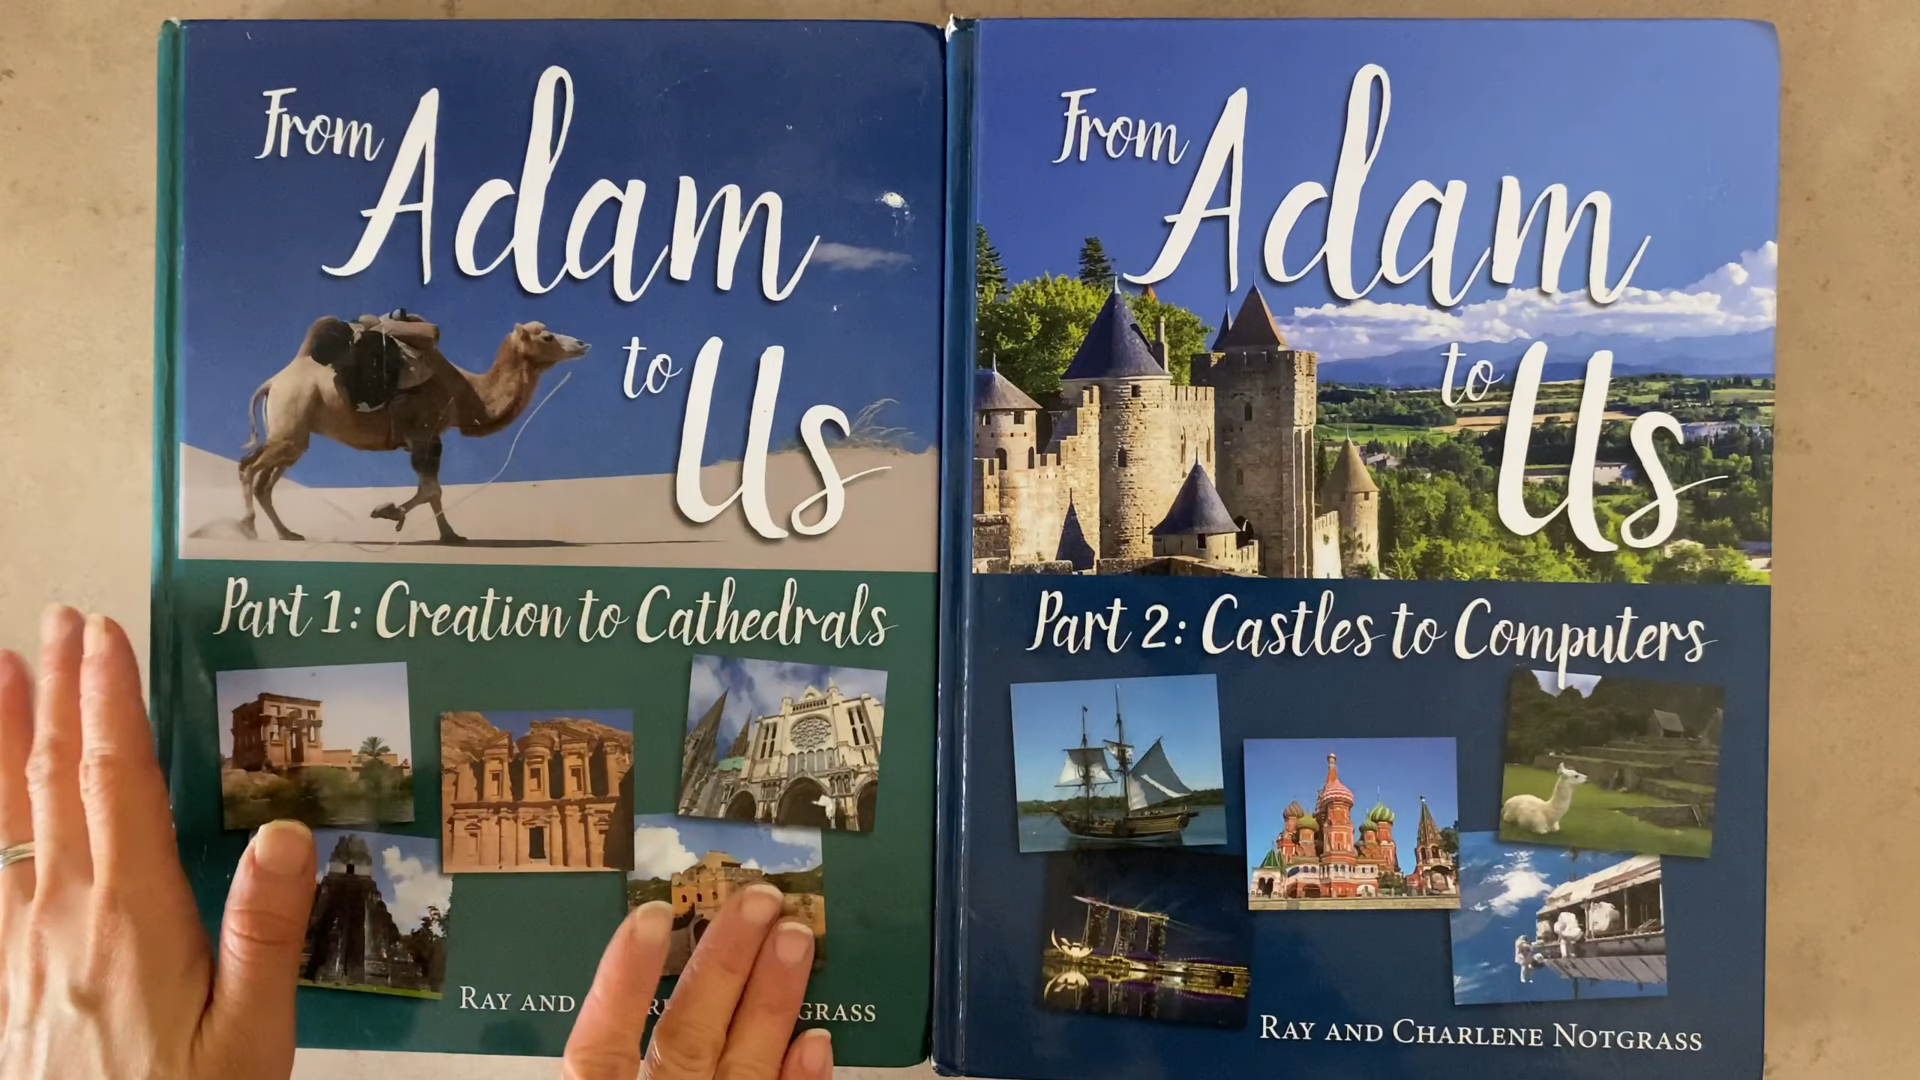 From
Adam
to Us
Part 1: Creation to Cathedrals
Ray and
From
Adam
to Us
Part 2: Castles to Computers
Ray and Charlene Notgrass